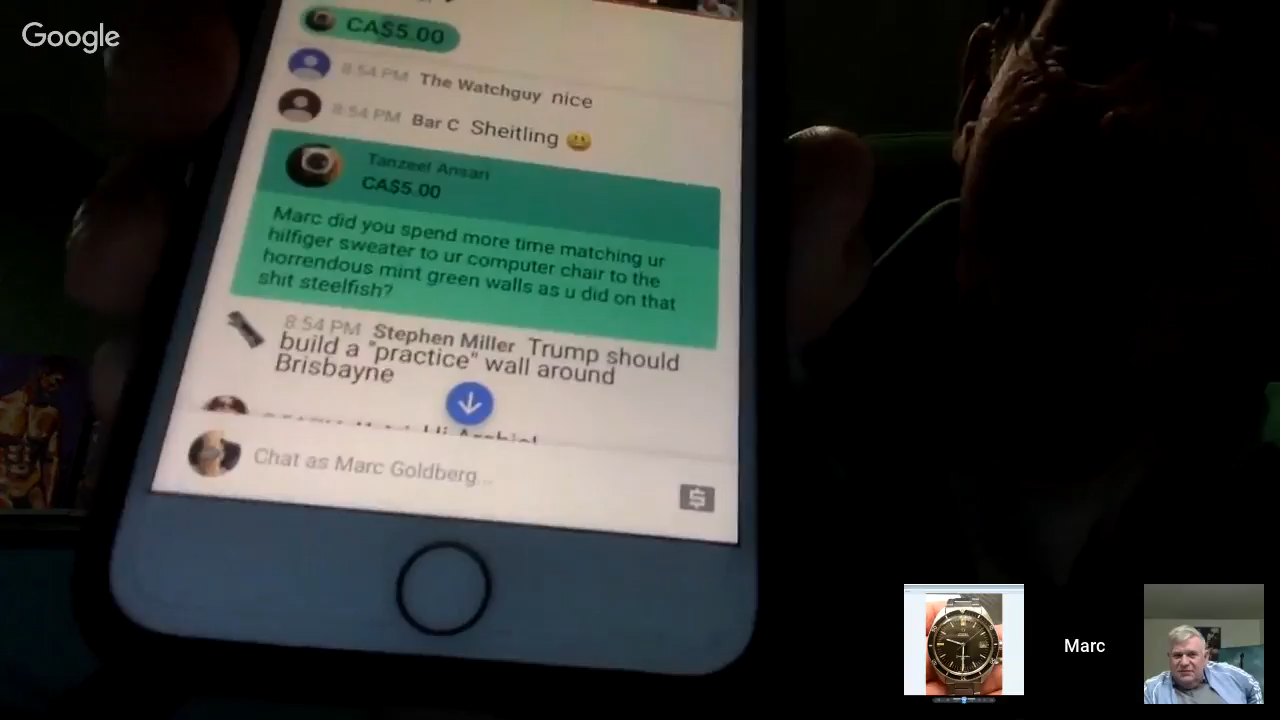 Google
CA$5.00
8:54 PM The Watchguy nice
8:54 PM Bar C Sheitling
Tanzeel Ansari
CA$5.00
Marc did you spend more time matching ur
hilfiger sweater to ur computer chair to the
horrendous mint green walls as u did on that
shit steelfish?
8:54 PM Stephen Miller Trump should
build a "practice" wall around
Brisbayne
Chat as Marc Goldberg...
$
Marc